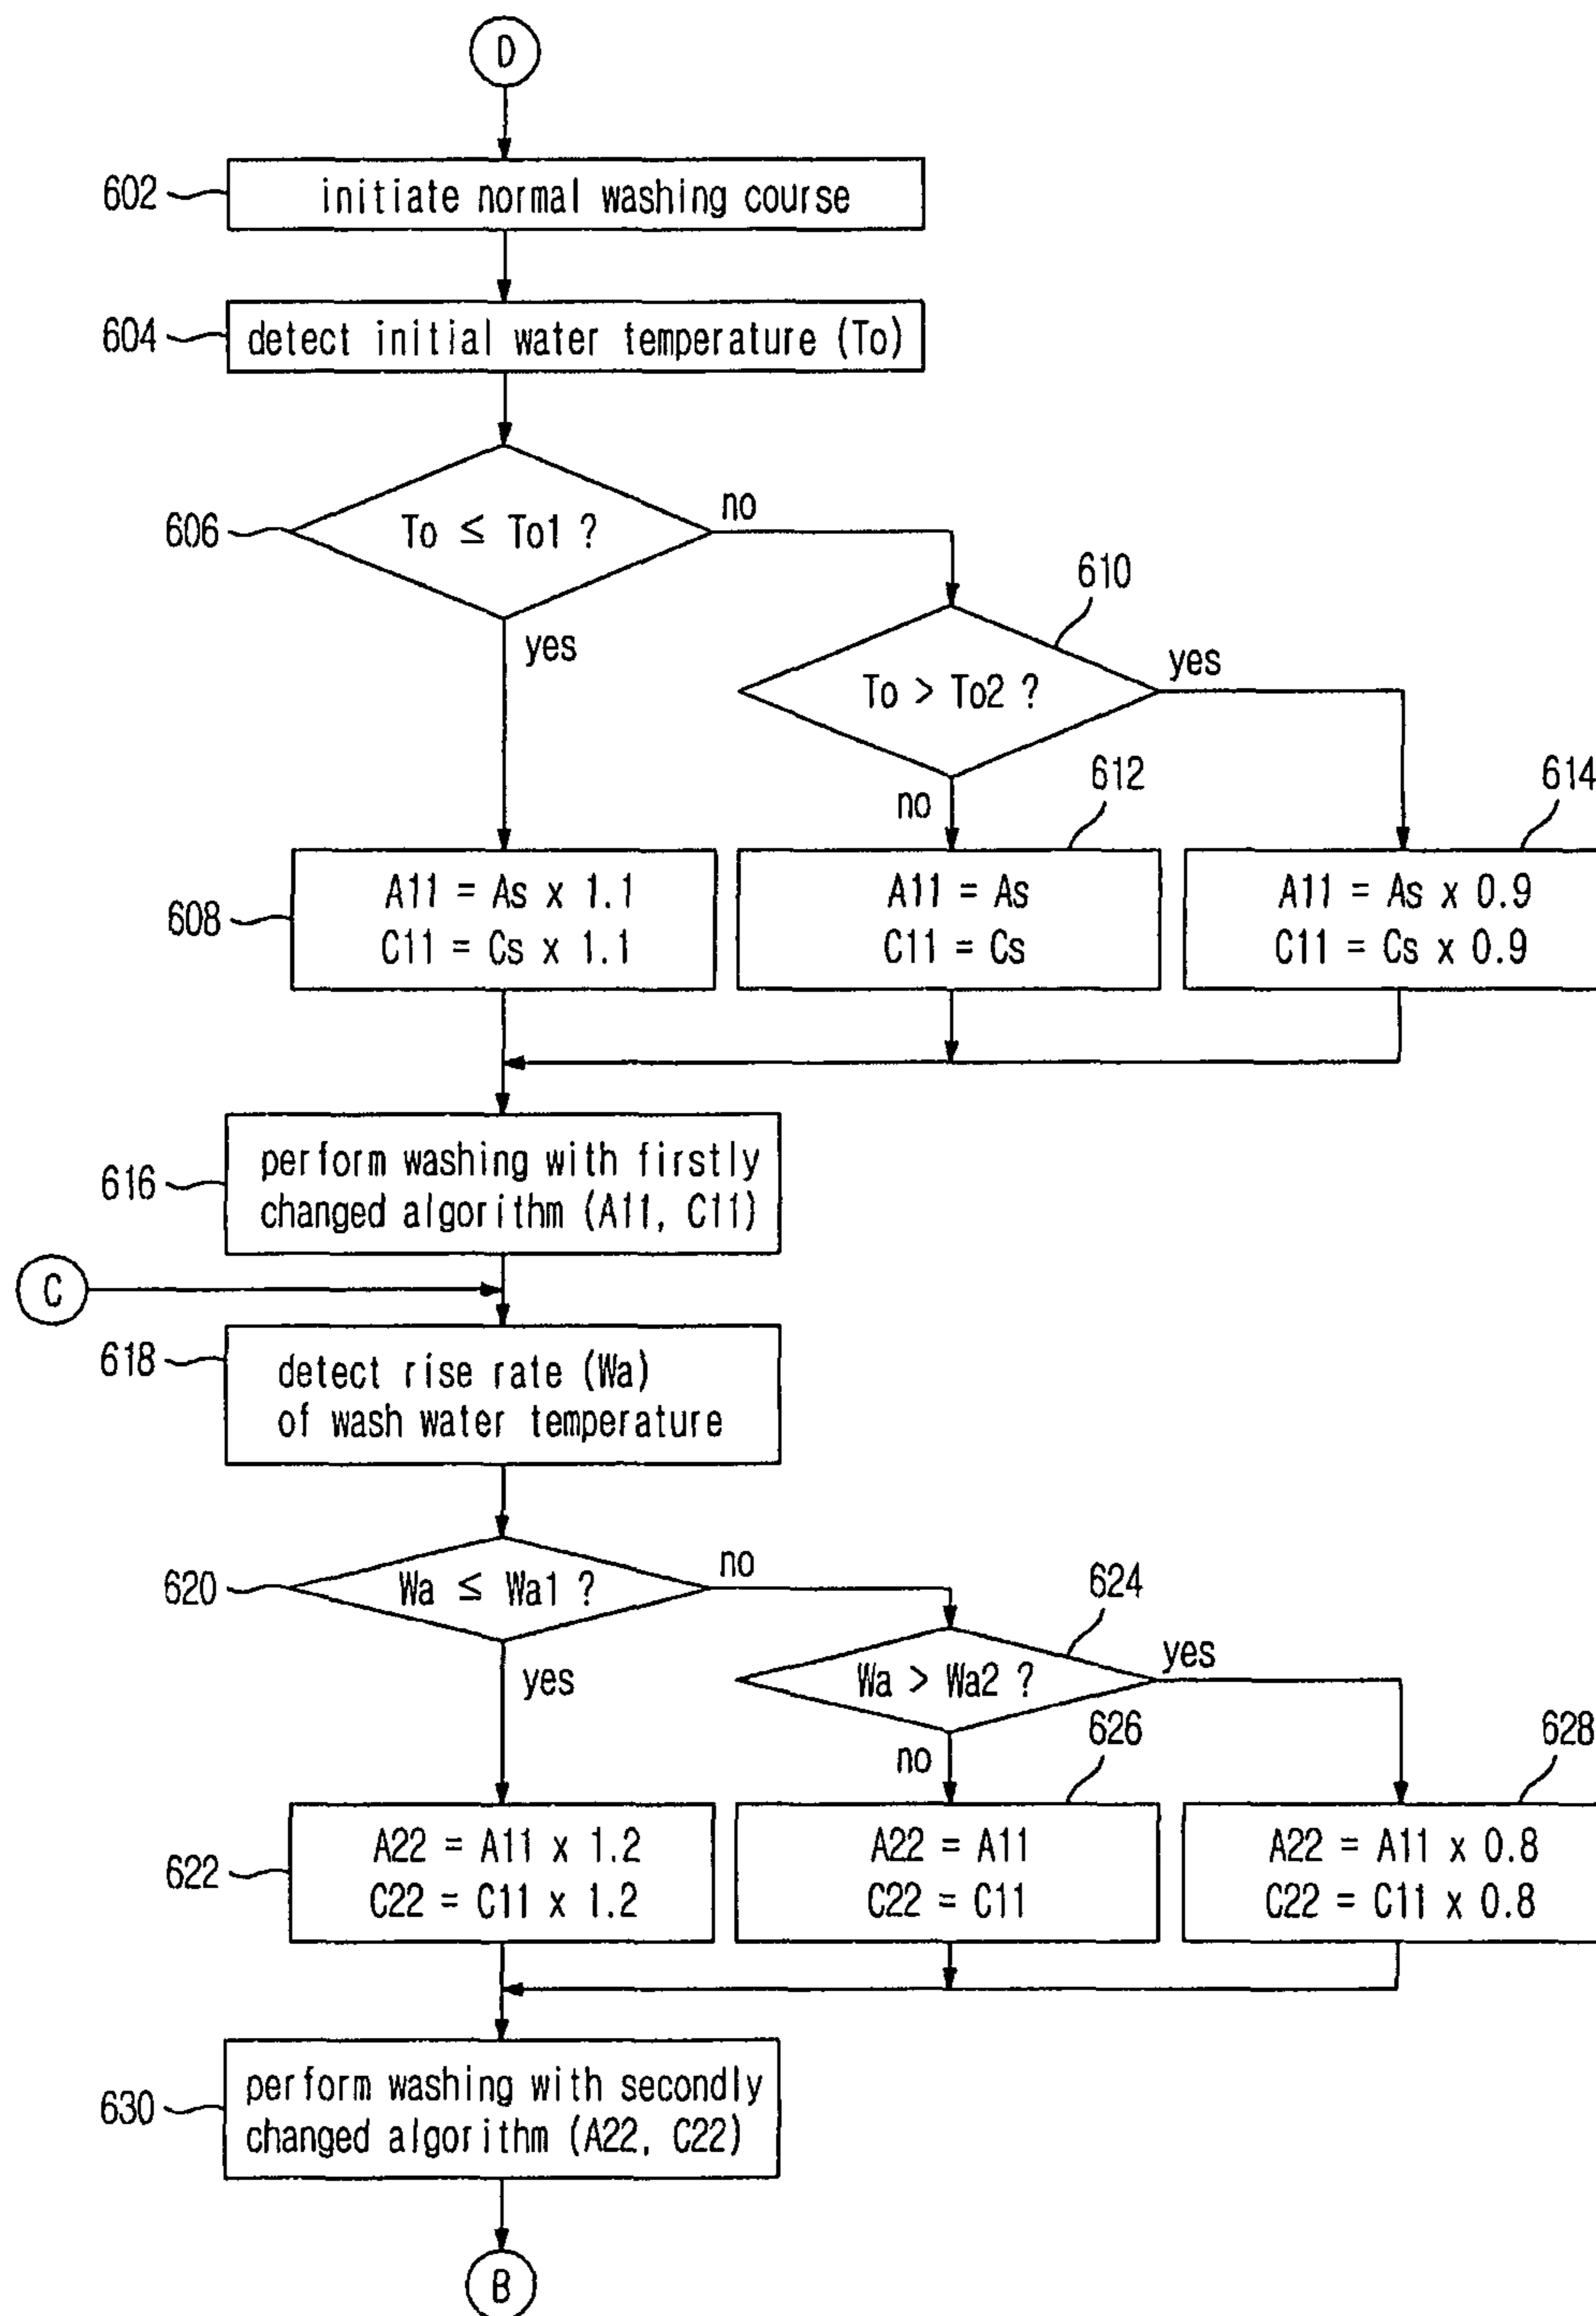 D
602
initiate normal washing course
604
detect initial water temperature (To)
606
To ≤ To1 ?
no
yes
610
To > To2 ?
yes
no
612
614
608
A11 = As x 1.1
C11 = Cs x 1.1
A11 = As
C11 = Cs
A11 = As x 0.9
C11 = Cs x 0.9
616
perform washing with firstly
changed algorithm (A11, C11)
C
618
detect rise rate (Wa)
of wash water temperature
620
Wa ≤ Wa1 ?
no
yes
624
Wa > Wa2 ?
yes
no
626
628
622
A22 = A11 x 1.2
C22 = C11 x 1.2
A22 = A11
C22 = C11
A22 = A11 x 0.8
C22 = C11 x 0.8
630
perform washing with secondly
changed algorithm (A22, C22)
B